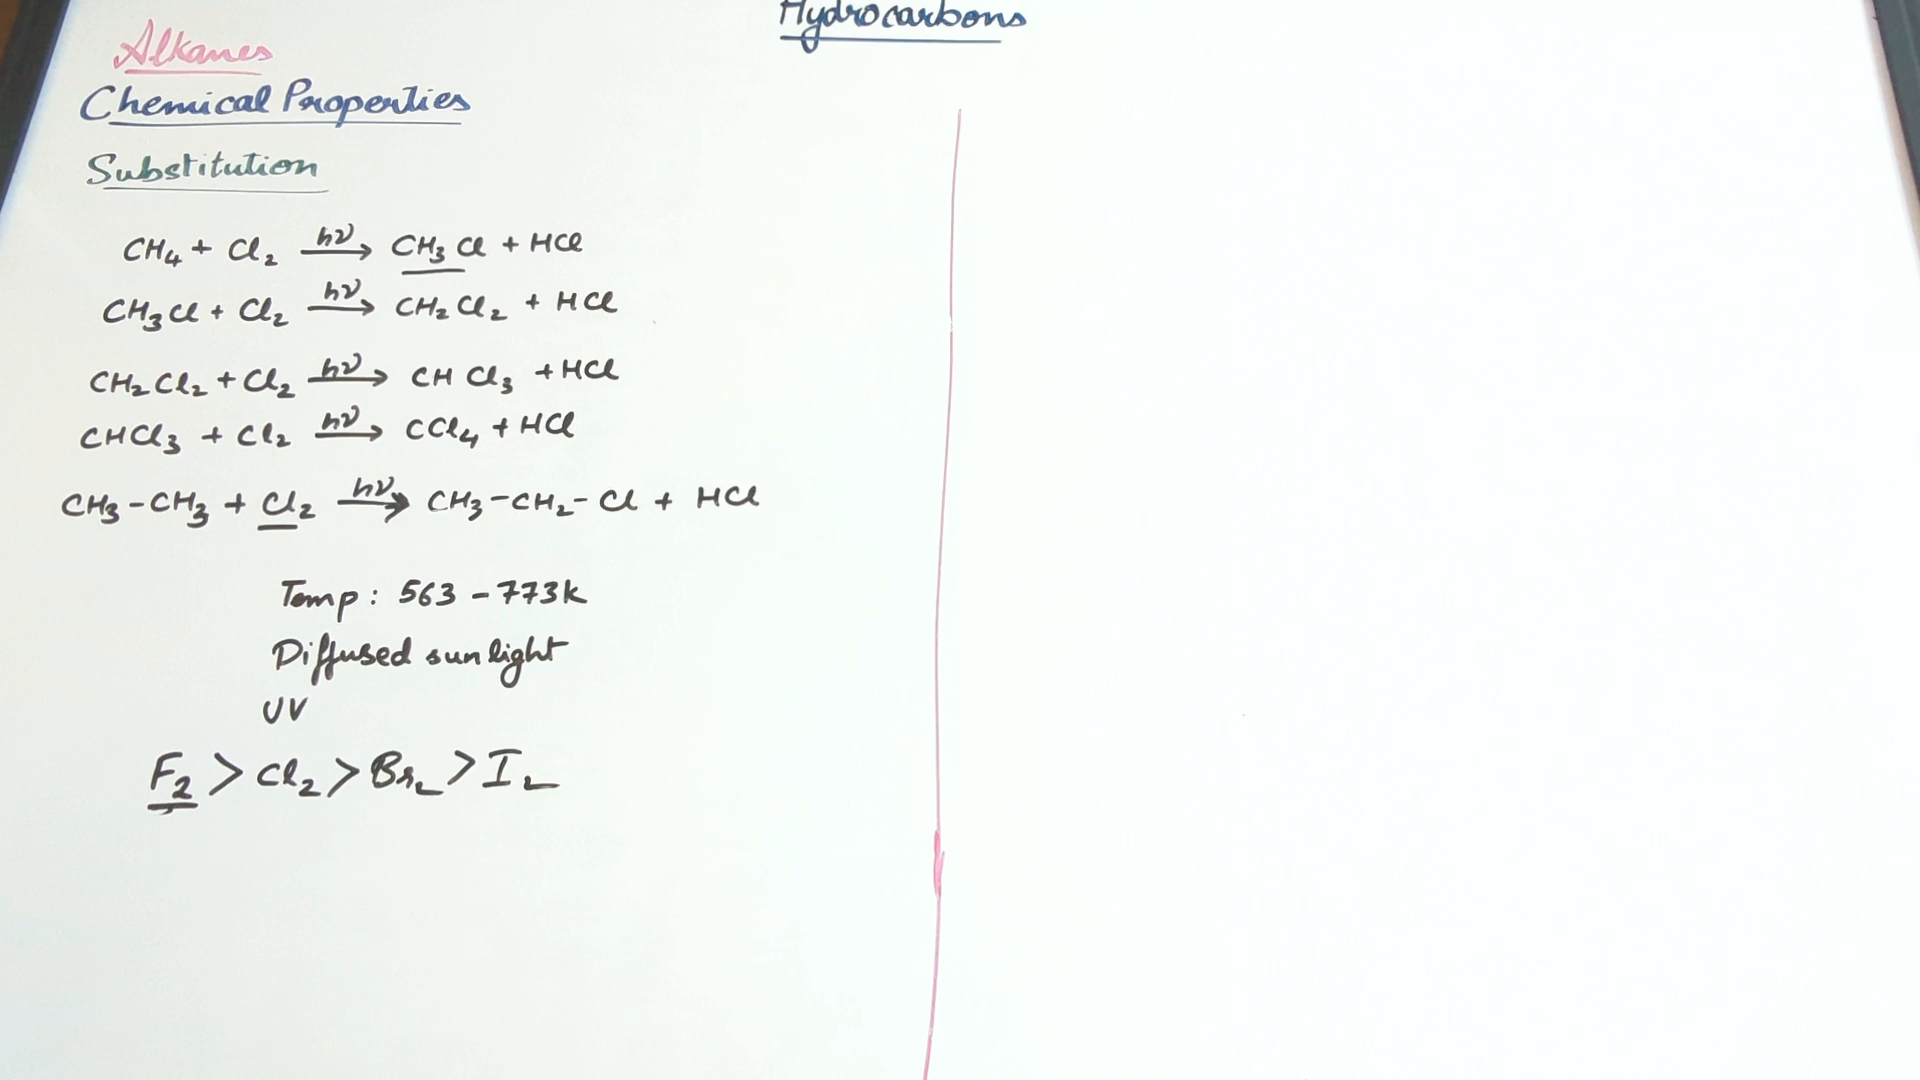 Hydrocarbons
Alkanes
Chemical Properties
Substitution
CH₄ + Cl₂ —hν→ CH₃Cl + HCl
CH₃Cl + Cl₂ —hν→ CH₂Cl₂ + HCl
CH₂Cl₂ + Cl₂ —hν→ CHCl₃ + HCl
CHCl₃ + Cl₂ —hν→ CCl₄ + HCl
CH₃-CH₃ + Cl₂ —hν→ CH₃-CH₂-Cl + HCl
Temp: 563-773K
Diffused sunlight
UV
F₂ > Cl₂ > Br₂ > I₂